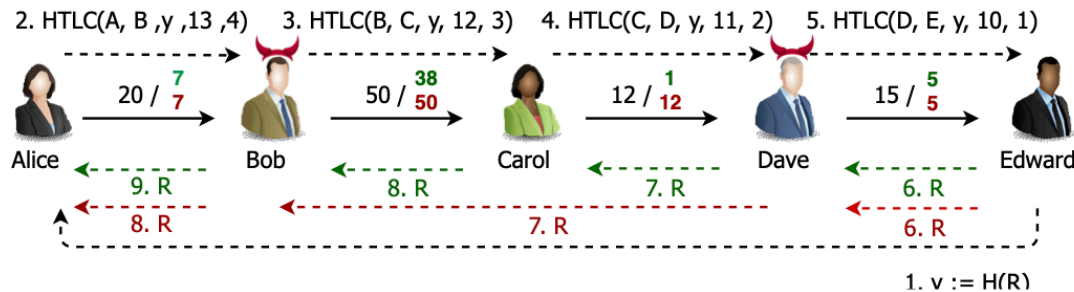 2. HTLC(A, B ,y ,13 ,4) 3. HTLC(B, C, y, 12, 3) 4. HTLC(C, D, y, 11, 2) 5. HTLC(D, E, y, 10, 1)
7 38 1 5
20 / 50 / 12 / 15 /
7 50 12 5
Alice Bob Carol Dave Edward
9. R 8. R 7. R 6. R
8. R 7. R 6. R
1. y := H(R)